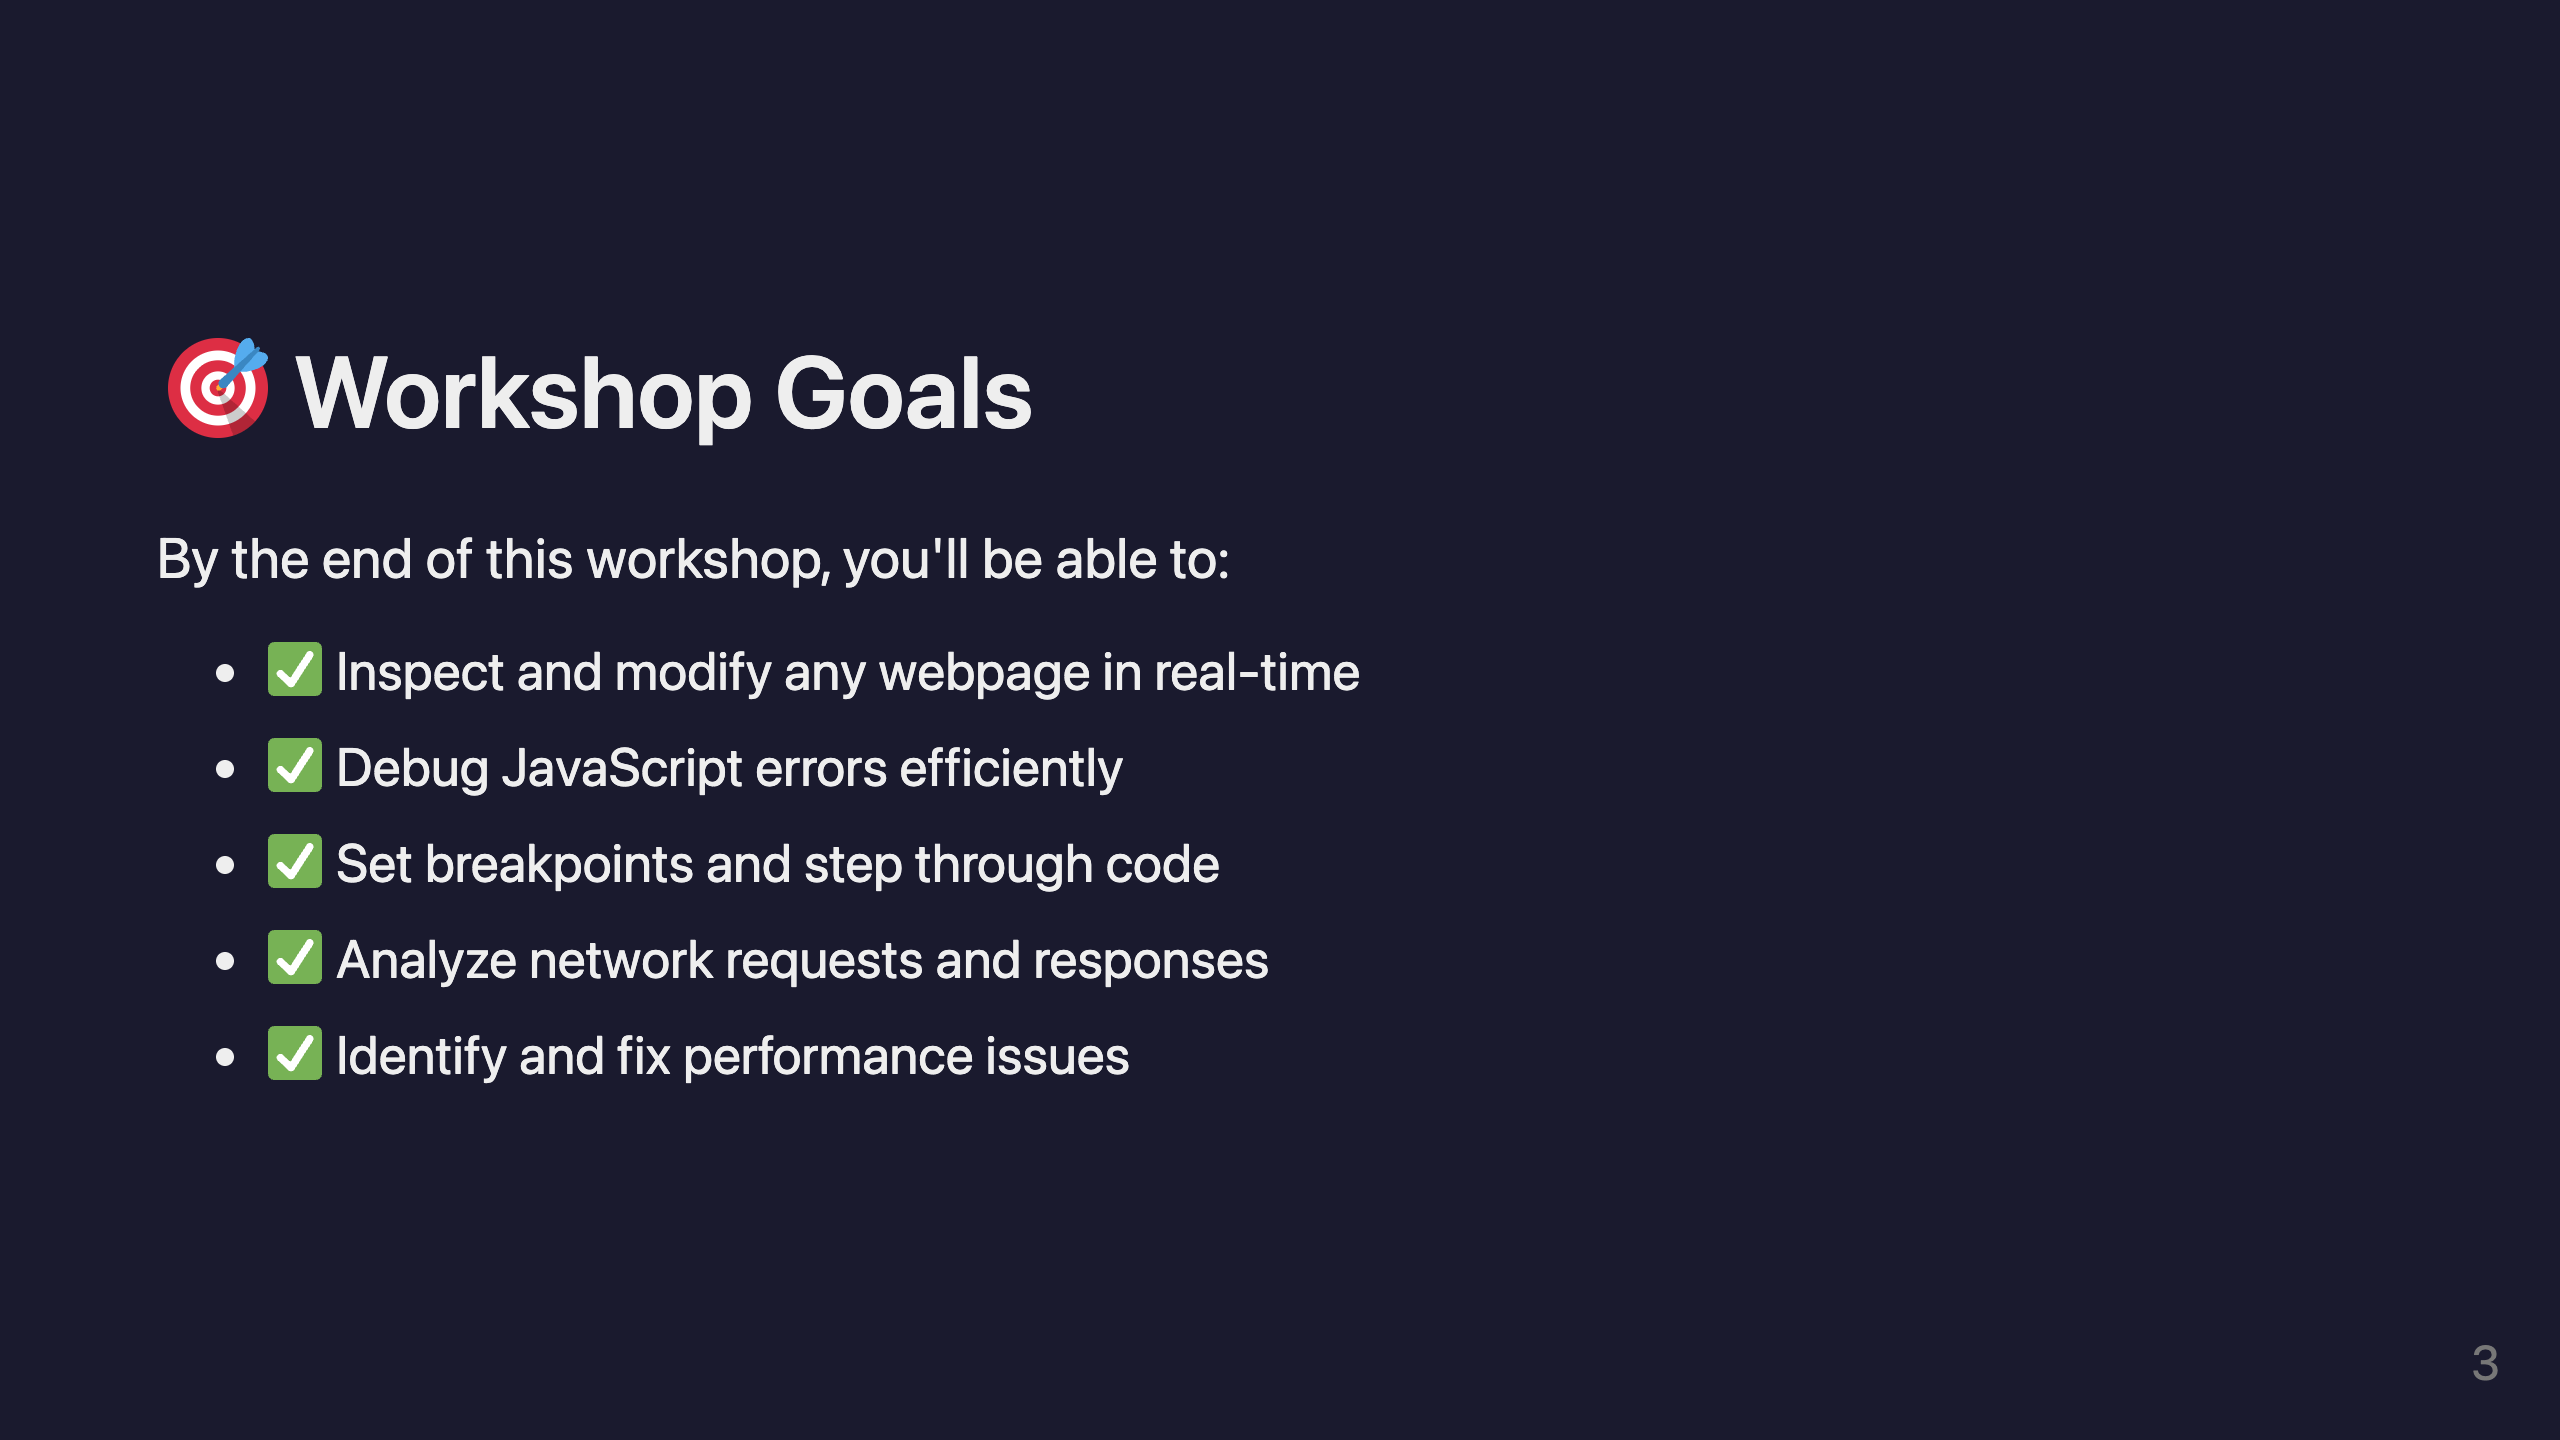 🎯 Workshop Goals
By the end of this workshop, you'll be able to:
• ✅ Inspect and modify any webpage in real-time
• ✅ Debug JavaScript errors efficiently
• ✅ Set breakpoints and step through code
• ✅ Analyze network requests and responses
• ✅ Identify and fix performance issues
3